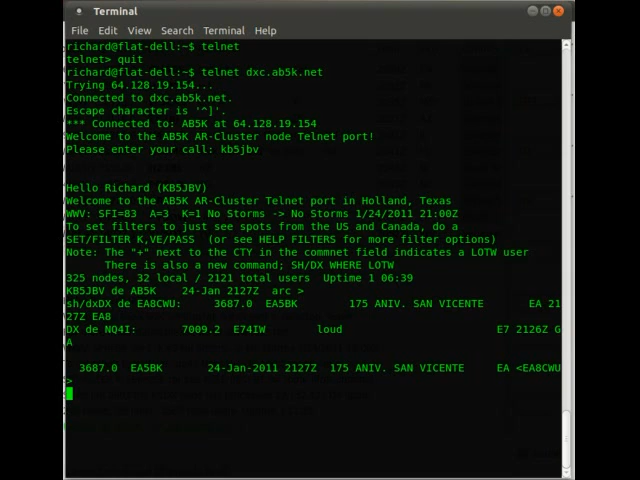 Terminal
File Edit View Search Terminal Help
richard@flat-dell:~$ telnet
telnet> quit
richard@flat-dell:~$ telnet dxc.ab5k.net
Trying 64.128.19.154...
Connected to dxc.ab5k.net.
Escape character is '^]'.
*** Connected to: AB5K at 64.128.19.154
Welcome to the AB5K AR-Cluster node Telnet port!
Please enter your call: kb5jbv
Hello Richard (KB5JBV)
Welcome to the AB5K AR-Cluster Telnet port in Holland, Texas
WWV: SFI=83 A=3 K=1 No Storms -> No Storms 1/24/2011 21:00Z
To set filters to just see spots from the US and Canada, do a
SET/FILTER K,VE/PASS (or see HELP FILTERS for more filter options)
Note: The "+" next to the CTY in the commnet field indicates a LOTW user
There is also a new command; SH/DX WHERE LOTW
325 nodes, 32 local / 2121 total users Uptime 1 06:39
KB5JBV de AB5K 24-Jan 2127Z arc >
sh/dxDX de EA8CWU: 3687.0 EA5BK 175 ANIV. SAN VICENTE EA 21
27Z EA8
DX de NQ4I: 7009.2 E74IW loud E7 2126Z G
A
3687.0 EA5BK 24-Jan-2011 2127Z 175 ANIV. SAN VICENTE EA <EA8CWU
>